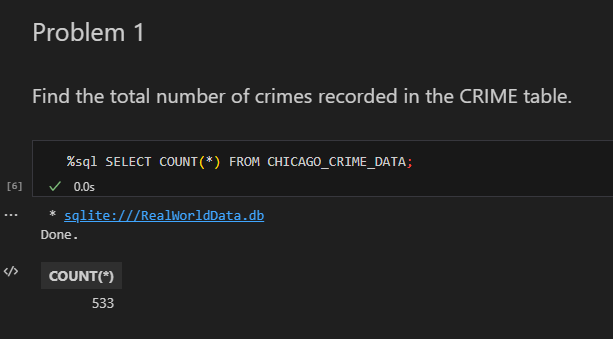 Problem 1
Find the total number of crimes recorded in the CRIME table.
%sql SELECT COUNT(*) FROM CHICAGO_CRIME_DATA;
[6]
0.0s
* sqlite:///RealWorldData.db
Done.
COUNT(*)
533